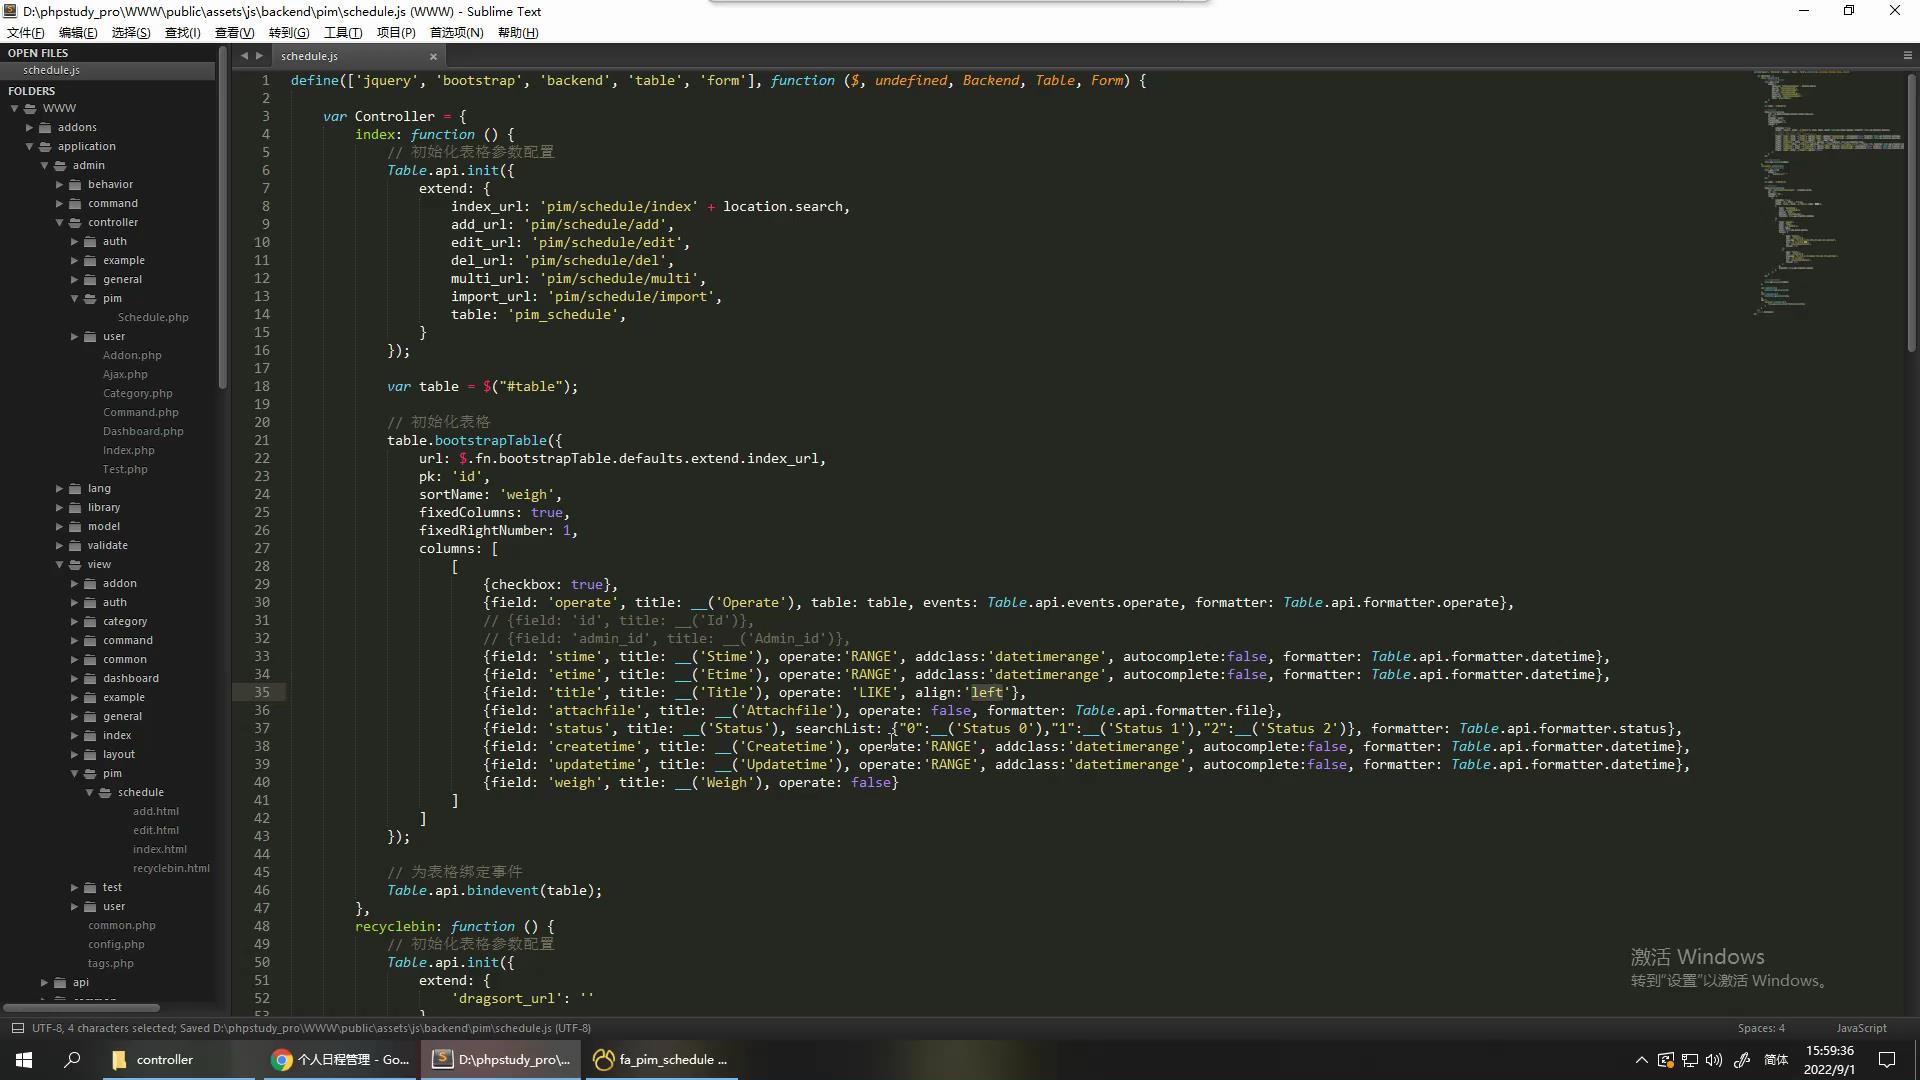 D:\phpstudy_pro\WWW\public\assets\js\backend\pim\schedule.js (WWW) - Sublime Text
文件(F) 编辑(E) 选择(S) 查找(I) 查看(V) 转到(G) 工具(T) 项目(P) 首选项(N) 帮助(H)
OPEN FILES
schedule.js
FOLDERS
WWW
addons
application
admin
behavior
command
controller
auth
example
general
pim
Schedule.php
user
Addon.php
Ajax.php
Category.php
Command.php
Dashboard.php
Index.php
Test.php
lang
library
model
validate
view
addon
auth
category
command
common
dashboard
example
general
index
layout
pim
schedule
add.html
edit.html
index.html
recyclebin.html
test
user
common.php
config.php
tags.php
api
schedule.js
1 define(['jquery', 'bootstrap', 'backend', 'table', 'form'], function ($, undefined, Backend, Table, Form) {
2
3 var Controller = {
4 index: function () {
5 // 初始化表格参数配置
6 Table.api.init({
7 extend: {
8 index_url: 'pim/schedule/index' + location.search,
9 add_url: 'pim/schedule/add',
10 edit_url: 'pim/schedule/edit',
11 del_url: 'pim/schedule/del',
12 multi_url: 'pim/schedule/multi',
13 import_url: 'pim/schedule/import',
14 table: 'pim_schedule',
15 }
16 });
17
18 var table = $("#table");
19
20 // 初始化表格
21 table.bootstrapTable({
22 url: $.fn.bootstrapTable.defaults.extend.index_url,
23 pk: 'id',
24 sortName: 'weigh',
25 fixedColumns: true,
26 fixedRightNumber: 1,
27 columns: [
28 [
29 {checkbox: true},
30 {field: 'operate', title: __('Operate'), table: table, events: Table.api.events.operate, formatter: Table.api.formatter.operate},
31 // {field: 'id', title: __('Id')},
32 // {field: 'admin_id', title: __('Admin_id')},
33 {field: 'stime', title: __('Stime'), operate:'RANGE', addclass:'datetimerange', autocomplete:false, formatter: Table.api.formatter.datetime},
34 {field: 'etime', title: __('Etime'), operate:'RANGE', addclass:'datetimerange', autocomplete:false, formatter: Table.api.formatter.datetime},
35 {field: 'title', title: __('Title'), operate: 'LIKE', align:'left'},
36 {field: 'attachfile', title: __('Attachfile'), operate: false, formatter: Table.api.formatter.file},
37 {field: 'status', title: __('Status'), searchList: {"0":__('Status 0'),"1":__('Status 1'),"2":__('Status 2')}, formatter: Table.api.formatter.status},
38 {field: 'createtime', title: __('Createtime'), operate:'RANGE', addclass:'datetimerange', autocomplete:false, formatter: Table.api.formatter.datetime},
39 {field: 'updatetime', title: __('Updatetime'), operate:'RANGE', addclass:'datetimerange', autocomplete:false, formatter: Table.api.formatter.datetime},
40 {field: 'weigh', title: __('Weigh'), operate: false}
41 ]
42 ]
43 });
44
45 // 为表格绑定事件
46 Table.api.bindevent(table);
47 },
48 recyclebin: function () {
49 // 初始化表格参数配置
50 Table.api.init({
51 extend: {
52 'dragsort_url': ''
53 }
激活 Windows
转到"设置"以激活 Windows。
UTF-8, 4 characters selected; Saved D:\phpstudy_pro\WWW\public\assets\js\backend\pim\schedule.js (UTF-8) Spaces: 4 JavaScript
controller 个人日程管理 - Go... D:\phpstudy_pro\... fa_pim_schedule ... 简体 15:59:36
2022/9/1